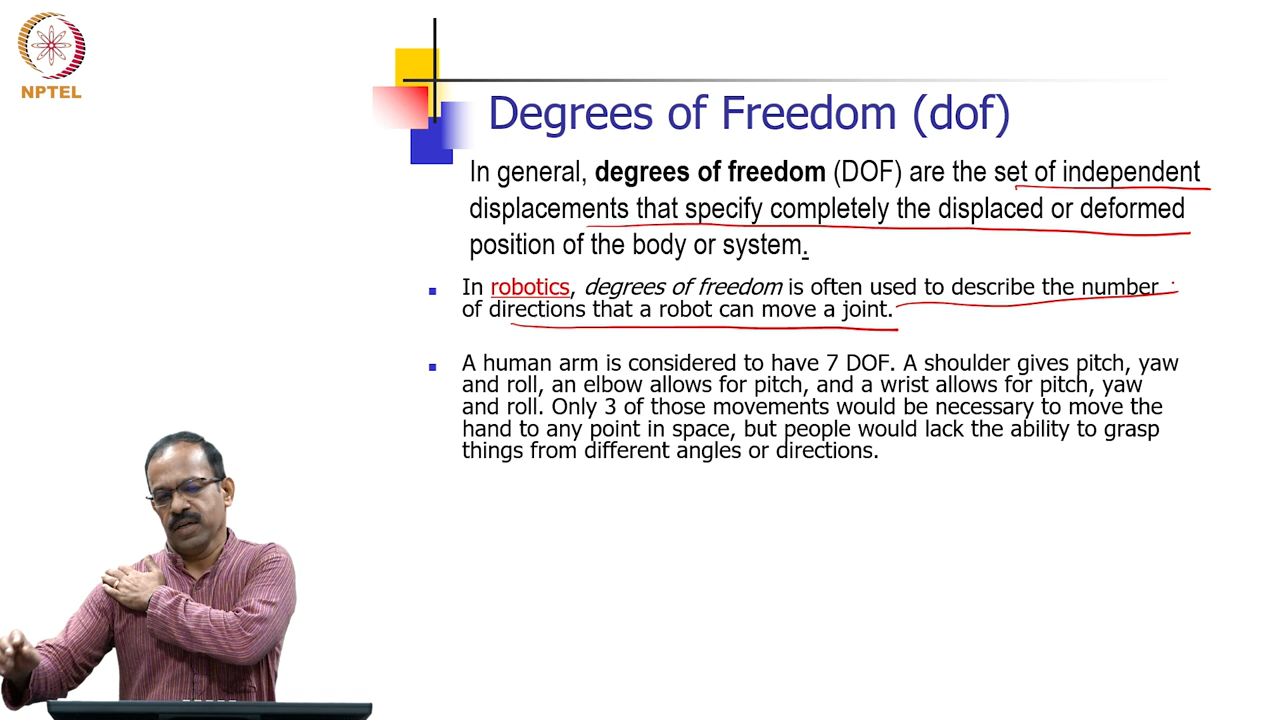 NPTEL
Degrees of Freedom (dof)
In general, degrees of freedom (DOF) are the set of independent
displacements that specify completely the displaced or deformed
position of the body or system.
In robotics, degrees of freedom is often used to describe the number
of directions that a robot can move a joint.
A human arm is considered to have 7 DOF. A shoulder gives pitch, yaw
and roll, an elbow allows for pitch, and a wrist allows for pitch, yaw
and roll. Only 3 of those movements would be necessary to move the
hand to any point in space, but people would lack the ability to grasp
things from different angles or directions.